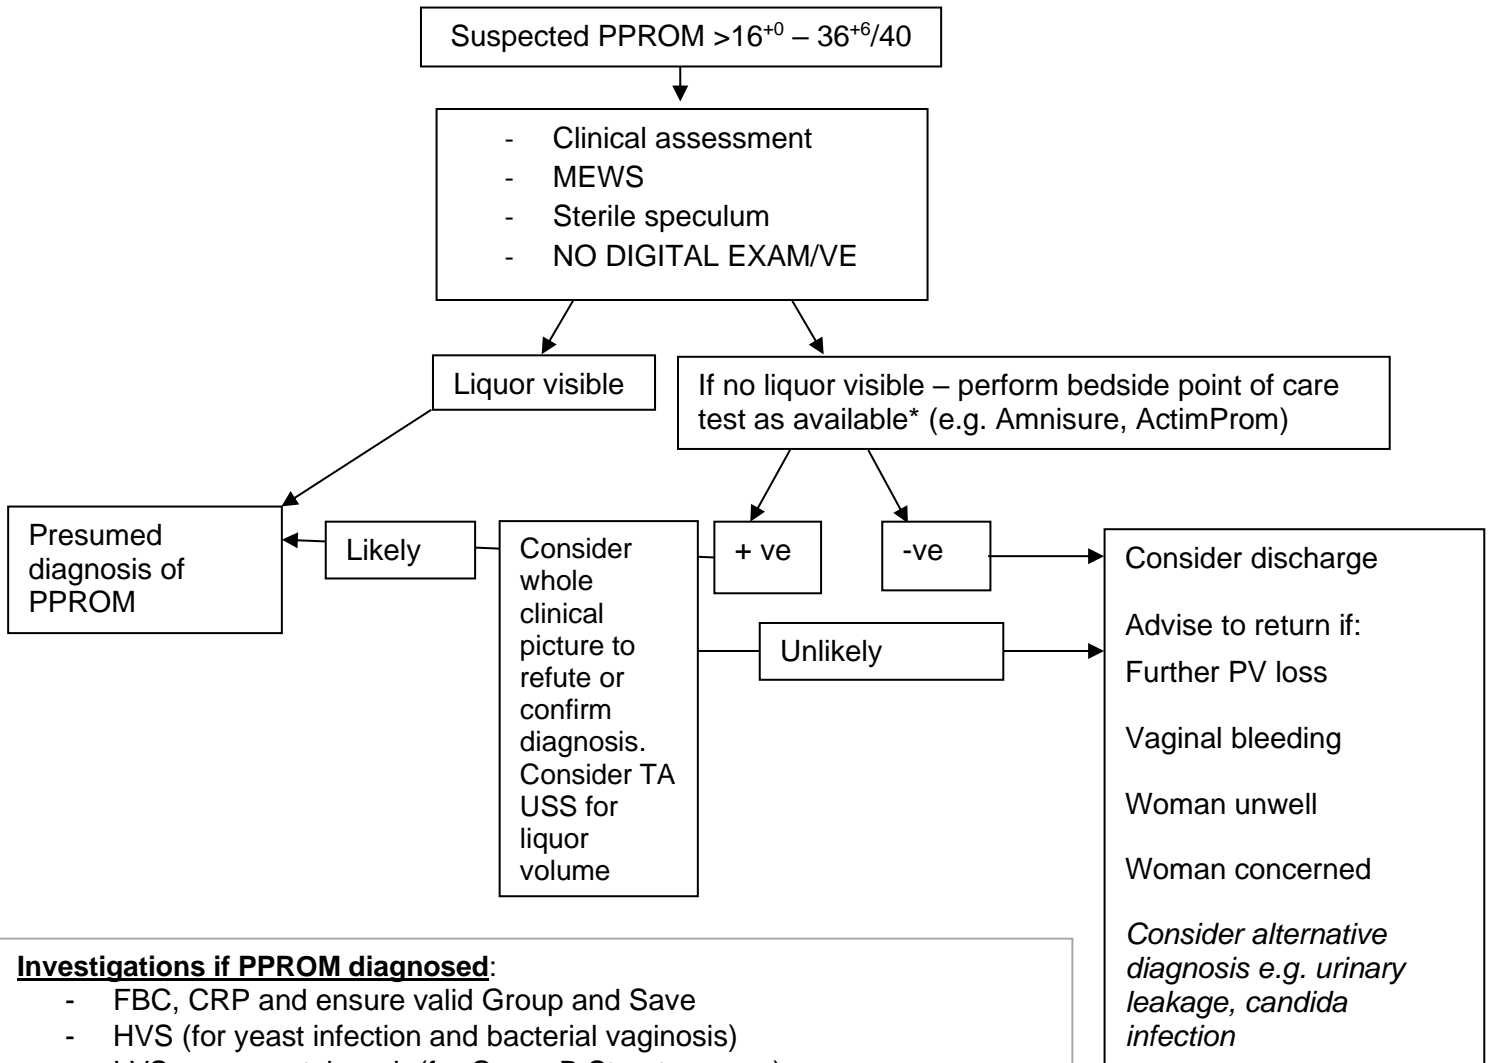 Suspected PPROM >16+0 – 36+6/40
- Clinical assessment
- MEWS
- Sterile speculum
- NO DIGITAL EXAM/VE
Liquor visible
If no liquor visible – perform bedside point of care
test as available* (e.g. Amnisure, ActimProm)
Presumed
diagnosis of
PPROM
Likely
Consider
whole
clinical
picture to
refute or
confirm
diagnosis.
Consider TA
USS for
liquor
volume
+ ve
-ve
Unlikely
Consider discharge
Advise to return if:
Further PV loss
Vaginal bleeding
Woman unwell
Woman concerned
Consider alternative
diagnosis e.g. urinary
leakage, candida
infection
Investigations if PPROM diagnosed:
- FBC, CRP and ensure valid Group and Save
- HVS (for yeast infection and bacterial vaginosis)